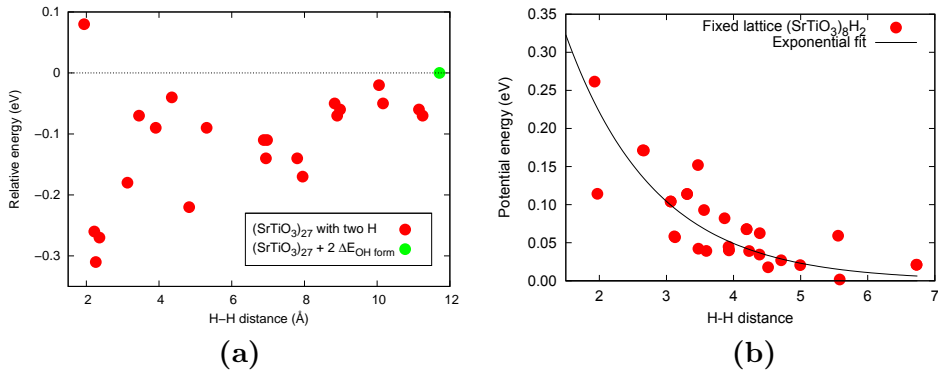 0.1
0
−0.1
−0.2
−0.3
2
4
6
8
10
12
Relative energy (eV)
H−H distance (Å)
(SrTiO₃)₂₇ with two H
(SrTiO₃)₂₇ + 2 ΔE_OH form
(a)
0.35
0.30
0.25
0.20
0.15
0.10
0.05
0.00
2
3
4
5
6
7
Potential energy (eV)
H-H distance
Fixed lattice (SrTiO₃)₈H₂
Exponential fit
(b)